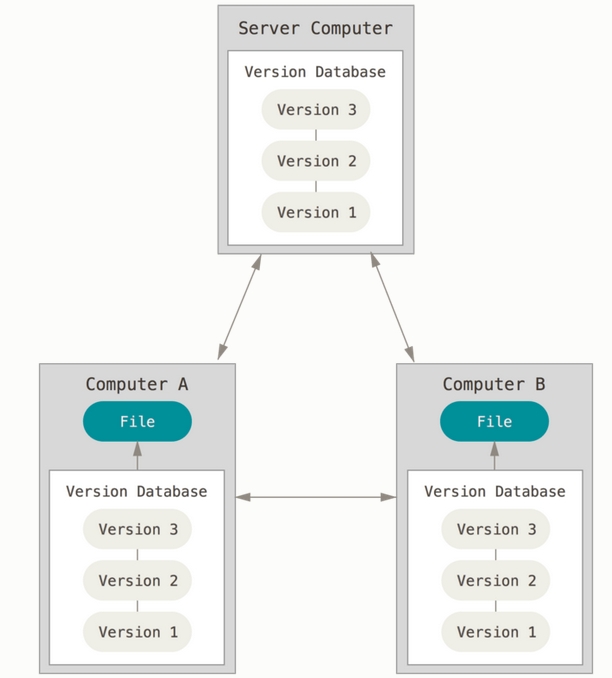 Server Computer
Version Database
Version 3
Version 2
Version 1
Computer A
File
Version Database
Version 3
Version 2
Version 1
Computer B
File
Version Database
Version 3
Version 2
Version 1